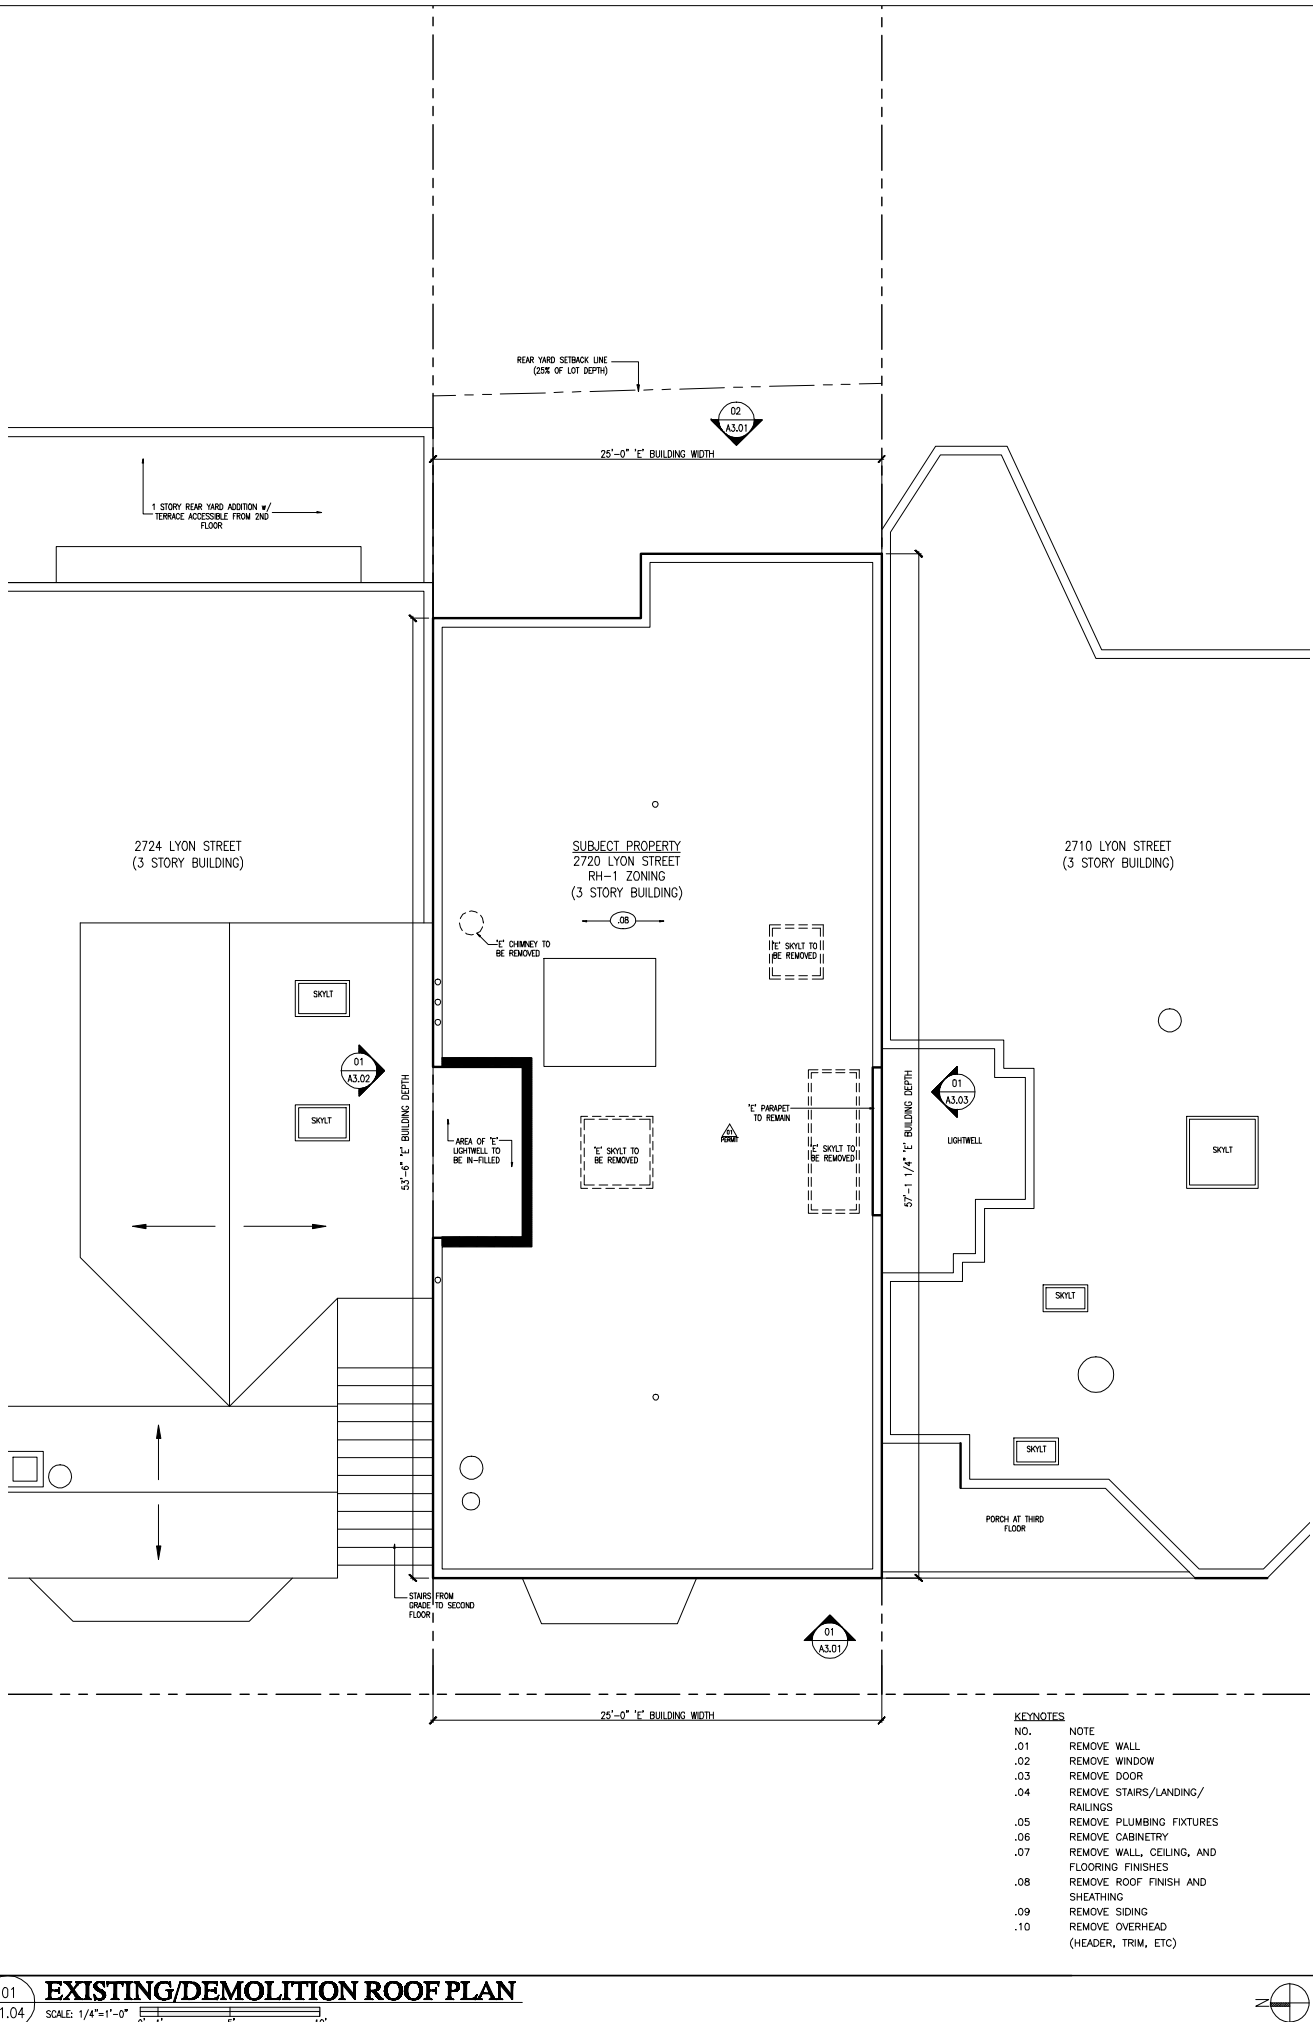 REAR YARD SETBACK LINE
(25% OF LOT DEPTH)
02
A3.01
25'-0" 'E' BUILDING WIDTH
1 STORY REAR YARD ADDITION w/
TERRACE ACCESSIBLE FROM 2ND
FLOOR
2724 LYON STREET
(3 STORY BUILDING)
SUBJECT PROPERTY
2720 LYON STREET
RH-1 ZONING
(3 STORY BUILDING)
.08
2710 LYON STREET
(3 STORY BUILDING)
'E' CHIMNEY TO
BE REMOVED
'E' SKYLT TO
BE REMOVED
SKYLT
01
A3.02
53'-6" 'E' BUILDING DEPTH
SKYLT
AREA OF 'E'
LIGHTWELL TO
BE IN-FILLED
'E' SKYLT TO
BE REMOVED
01
PERMIT
'E' PARAPET
TO REMAIN
'E' SKYLT TO
BE REMOVED
57'-1 1/4" 'E' BUILDING DEPTH
01
A3.03
LIGHTWELL
SKYLT
SKYLT
SKYLT
PORCH AT THIRD
FLOOR
STAIRS FROM
GRADE TO SECOND
FLOOR
01
A3.01
25'-0" 'E' BUILDING WIDTH
KEYNOTES
NO. NOTE
.01 REMOVE WALL
.02 REMOVE WINDOW
.03 REMOVE DOOR
.04 REMOVE STAIRS/LANDING/
RAILINGS
.05 REMOVE PLUMBING FIXTURES
.06 REMOVE CABINETRY
.07 REMOVE WALL, CEILING, AND
FLOORING FINISHES
.08 REMOVE ROOF FINISH AND
SHEATHING
.09 REMOVE SIDING
.10 REMOVE OVERHEAD
(HEADER, TRIM, ETC)
01
1.04
EXISTING/DEMOLITION ROOF PLAN
SCALE: 1/4"=1'-0"
N